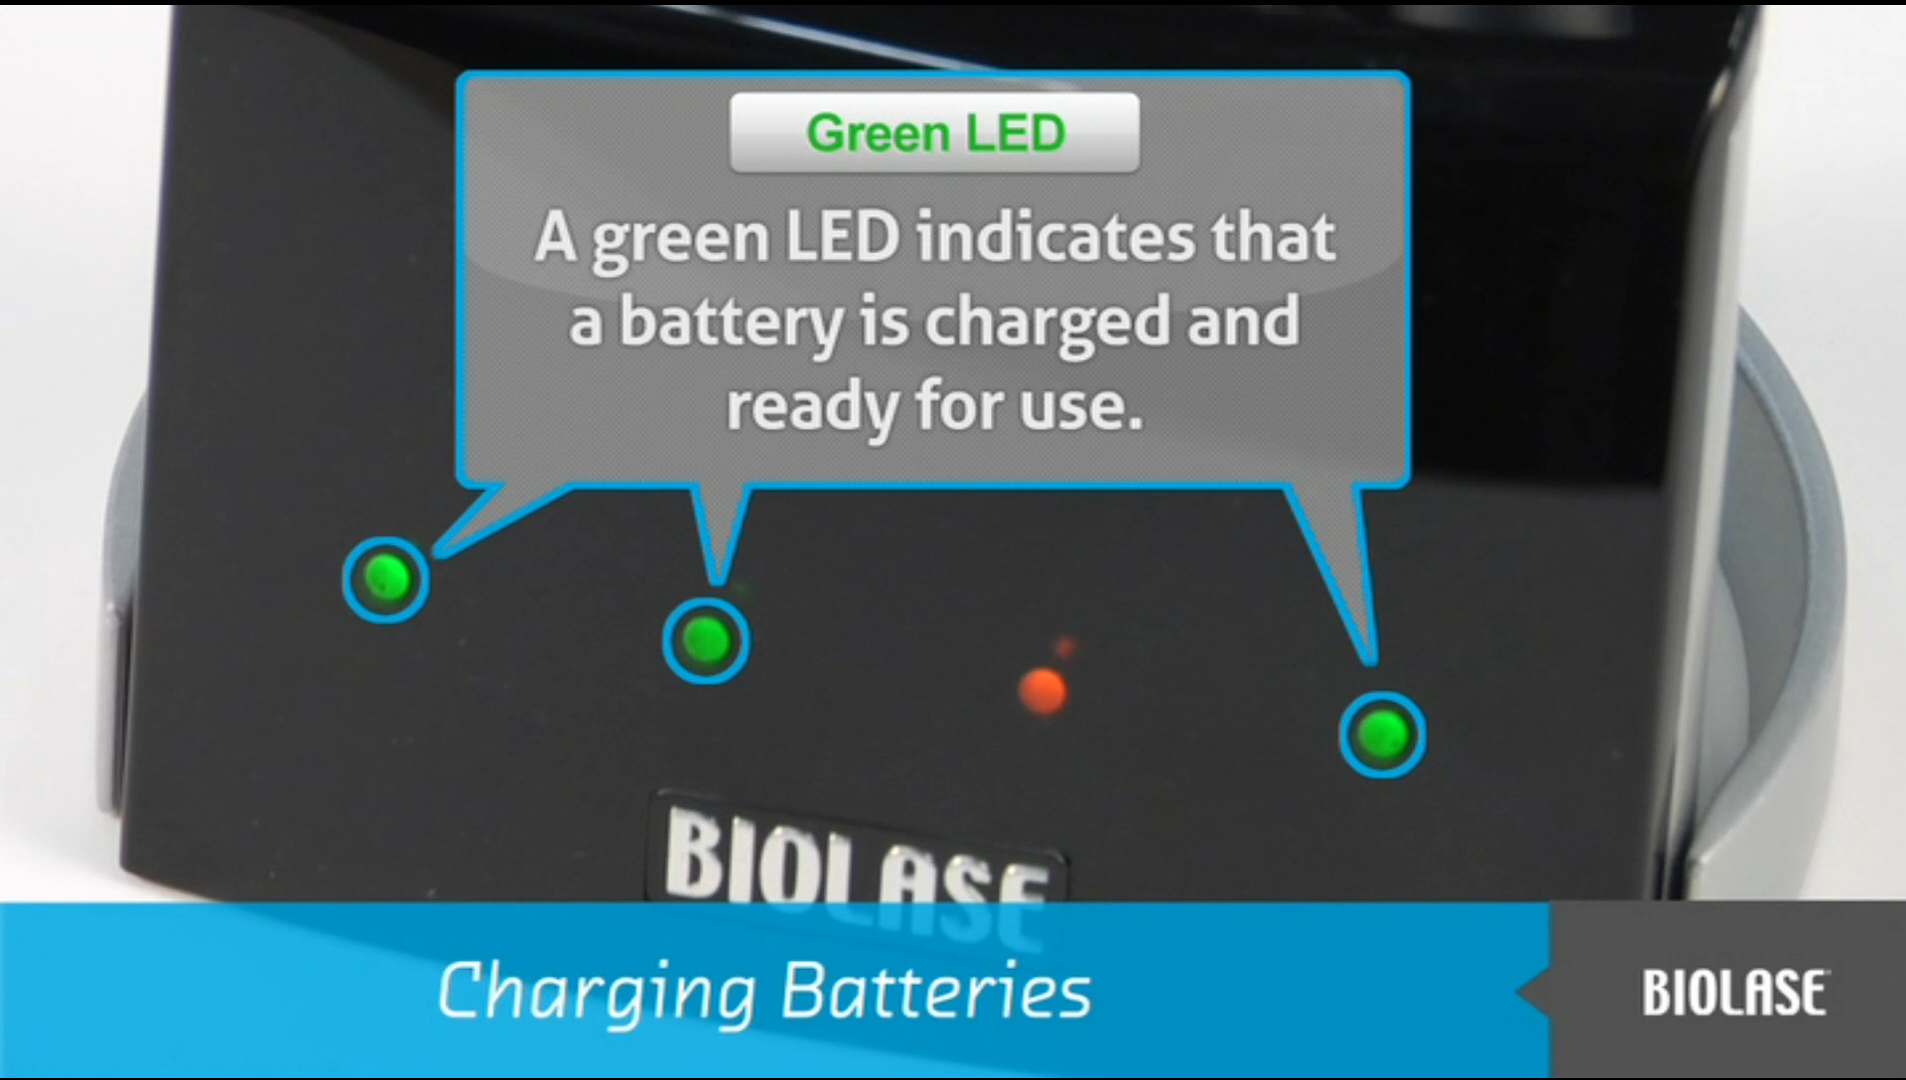 Green LED
A green LED indicates that
a battery is charged and
ready for use.
BIOLASE
Charging Batteries
BIOLASE